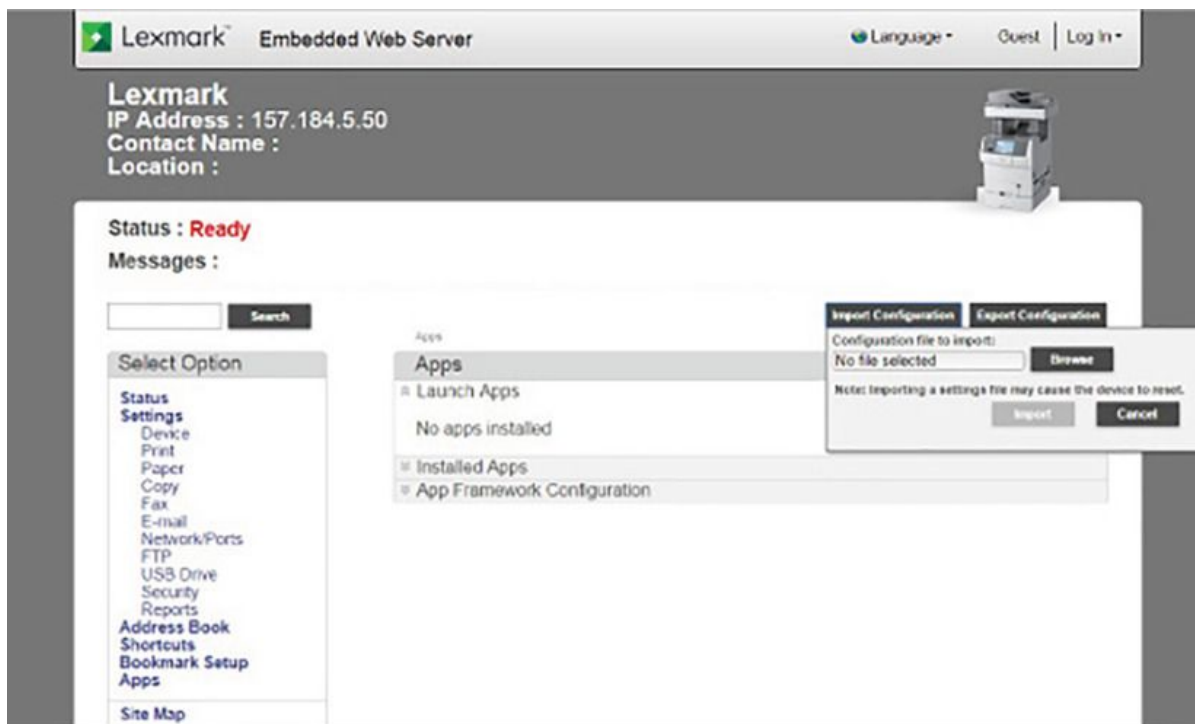 Lexmark™ Embedded Web Server
Language
Guest
Log In
Lexmark
IP Address : 157.184.5.50
Contact Name :
Location :
Status : Ready
Messages :
Search
Import Configuration
Export Configuration
Configuration file to import:
No file selected
Browse
Note: Importing a settings file may cause the device to reset.
Import
Cancel
Select Option
Status
Settings
Device
Print
Paper
Copy
Fax
E-mail
Network/Ports
FTP
USB Drive
Security
Reports
Address Book
Shortcuts
Bookmark Setup
Apps
Site Map
Apps
Apps
Launch Apps
No apps installed
Installed Apps
App Framework Configuration